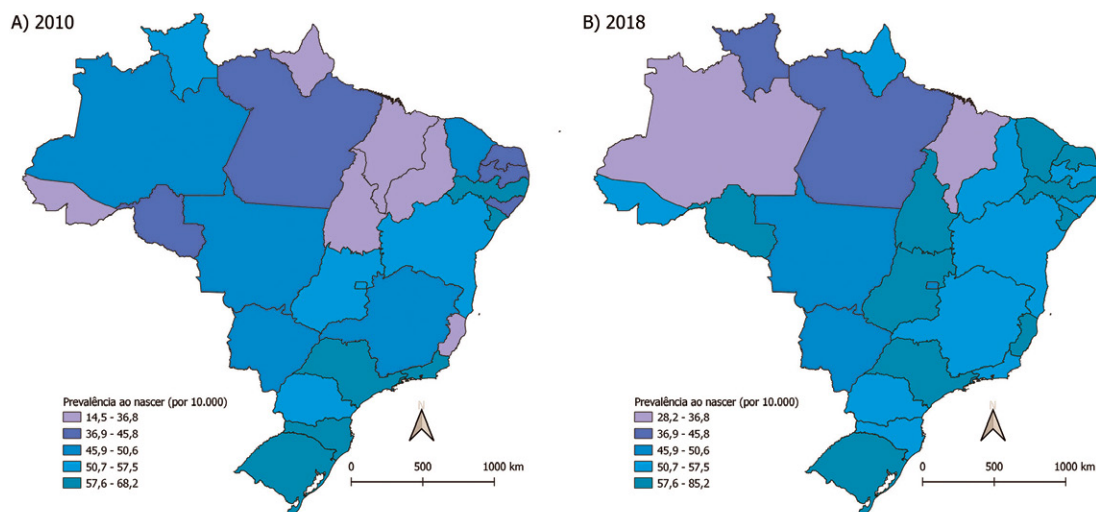 A) 2010
Prevalência ao nascer (por 10.000)
14,5 - 36,8
36,9 - 45,8
45,9 - 50,6
50,7 - 57,5
57,6 - 68,2
N
0 500 1000 km
B) 2018
Prevalência ao nascer (por 10.000)
28,2 - 36,8
36,9 - 45,8
45,9 - 50,6
50,7 - 57,5
57,6 - 85,2
N
0 500 1000 km